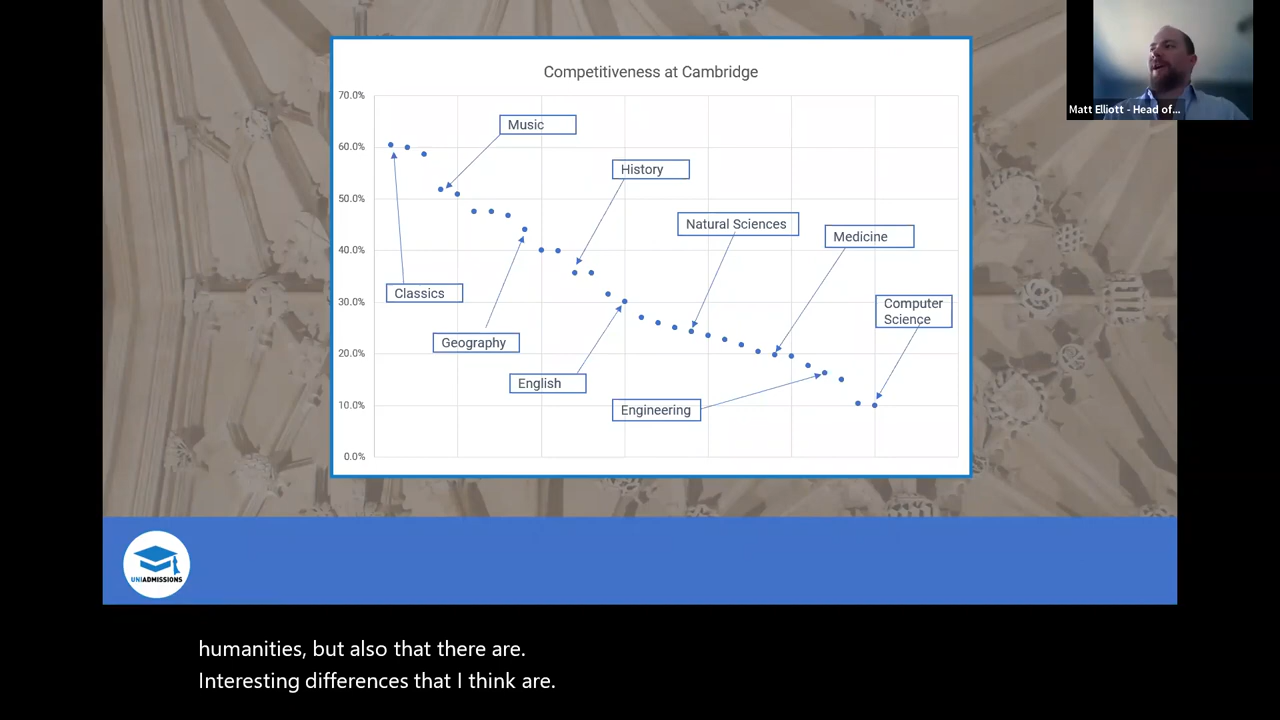 Competitiveness at Cambridge
70.0%
60.0%
50.0%
40.0%
30.0%
20.0%
10.0%
0.0%
Music
History
Natural Sciences
Medicine
Classics
Computer
Science
Geography
English
Engineering
Matt Elliott - Head of...
UNIADMISSIONS
humanities, but also that there are.
Interesting differences that I think are.